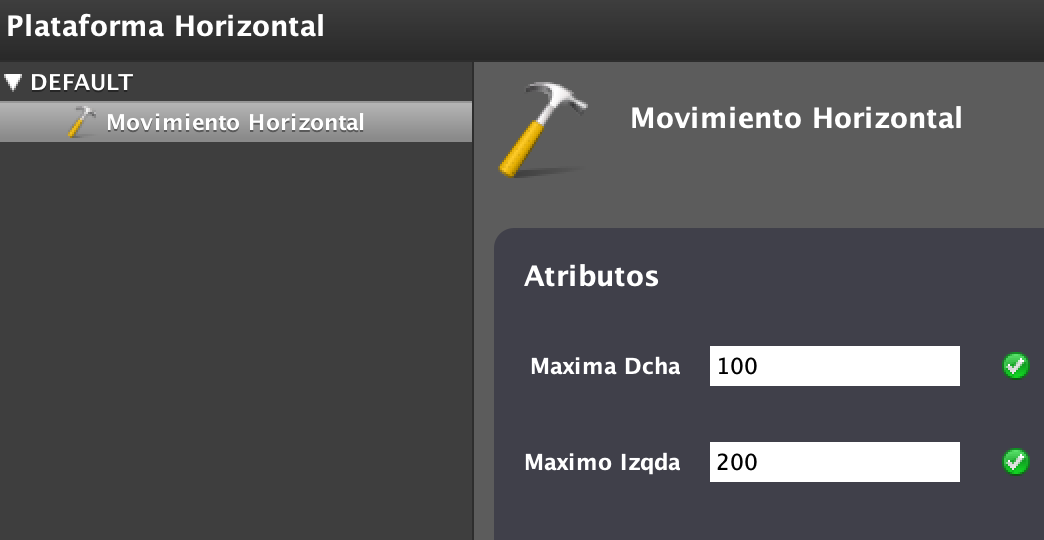 Plataforma Horizontal
DEFAULT
Movimiento Horizontal
Movimiento Horizontal
Atributos
Maxima Dcha 100
Maximo Izqda 200